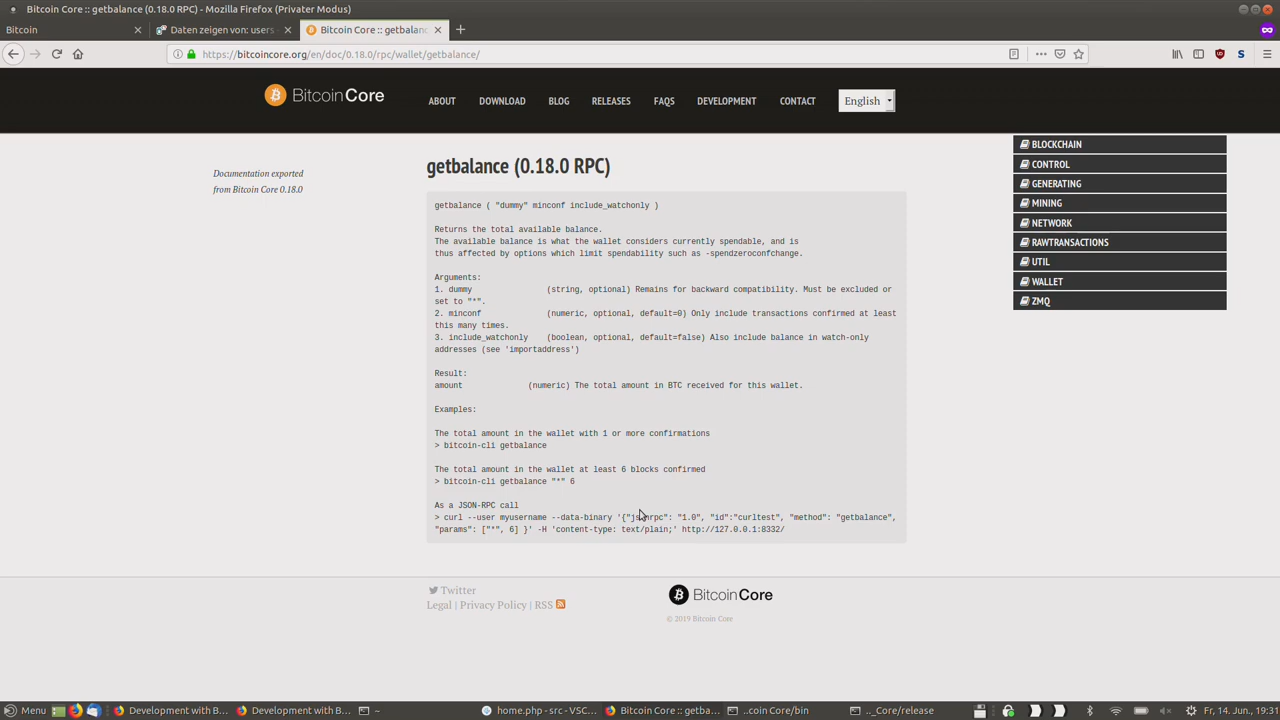 Bitcoin Core :: getbalance (0.18.0 RPC) - Mozilla Firefox (Privater Modus)
Bitcoin
Daten zeigen von: users
Bitcoin Core :: getbalanc
https://bitcoincore.org/en/doc/0.18.0/rpc/wallet/getbalance/
BitcoinCore
ABOUT
DOWNLOAD
BLOG
RELEASES
FAQS
DEVELOPMENT
CONTACT
English
Documentation exported
from Bitcoin Core 0.18.0
getbalance (0.18.0 RPC)
getbalance ( "dummy" minconf include_watchonly )
Returns the total available balance.
The available balance is what the wallet considers currently spendable, and is
thus affected by options which limit spendability such as -spendzeroconfchange.
Arguments:
1. dummy (string, optional) Remains for backward compatibility. Must be excluded or
set to "*".
2. minconf (numeric, optional, default=0) Only include transactions confirmed at least
this many times.
3. include_watchonly (boolean, optional, default=false) Also include balance in watch-only
addresses (see 'importaddress')
Result:
amount (numeric) The total amount in BTC received for this wallet.
Examples:
The total amount in the wallet with 1 or more confirmations
> bitcoin-cli getbalance
The total amount in the wallet at least 6 blocks confirmed
> bitcoin-cli getbalance "*" 6
As a JSON-RPC call
> curl --user myusername --data-binary '{"jsonrpc": "1.0", "id":"curltest", "method": "getbalance",
"params": ["*", 6] }' -H 'content-type: text/plain;' http://127.0.0.1:8332/
BLOCKCHAIN
CONTROL
GENERATING
MINING
NETWORK
RAWTRANSACTIONS
UTIL
WALLET
ZMQ
Twitter
Legal | Privacy Policy | RSS
BitcoinCore
© 2019 Bitcoin Core
Menu
Development with B...
Development with B...
~
home.php - src - VSC...
Bitcoin Core :: getba...
..coin Core/bin
.._Core/release
Fr, 14. Jun., 19:31